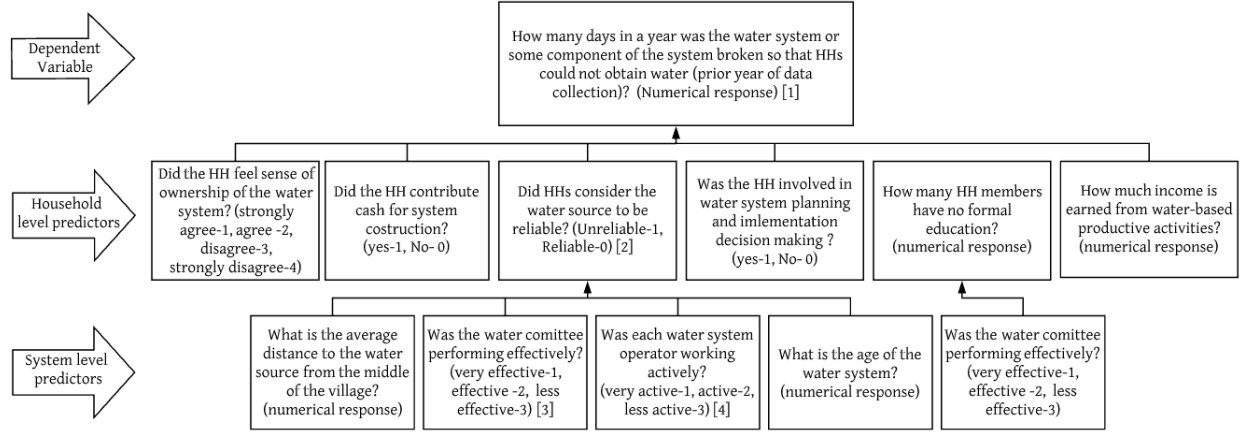 Dependent
Variable
How many days in a year was the water system or
some component of the system broken so that HHs
could not obtain water (prior year of data
collection)? (Numerical response) [1]
Household
level predictors
Did the HH feel sense of
ownership of the water
system? (strongly
agree-1, agree -2,
disagree-3,
strongly disagree-4)
Did the HH contribute
cash for system
costruction?
(yes-1, No- 0)
Did HHs consider the
water source to be
reliable? (Unreliable-1,
Reliable-0) [2]
Was the HH involved in
water system planning
and imlementation
decision making ?
(yes-1, No- 0)
How many HH members
have no formal
education?
(numerical response)
How much income is
earned from water-based
productive activities?
(numerical response)
System level
predictors
What is the average
distance to the water
source from the middle
of the village?
(numerical response)
Was the water comittee
performing effectively?
(very effective-1,
effective -2, less
effective-3) [3]
Was each water system
operator working
actively?
(very active-1, active-2,
less active-3) [4]
What is the age of the
water system?
(numerical response)
Was the water comittee
performing effectively?
(very effective-1,
effective -2, less
effective-3)